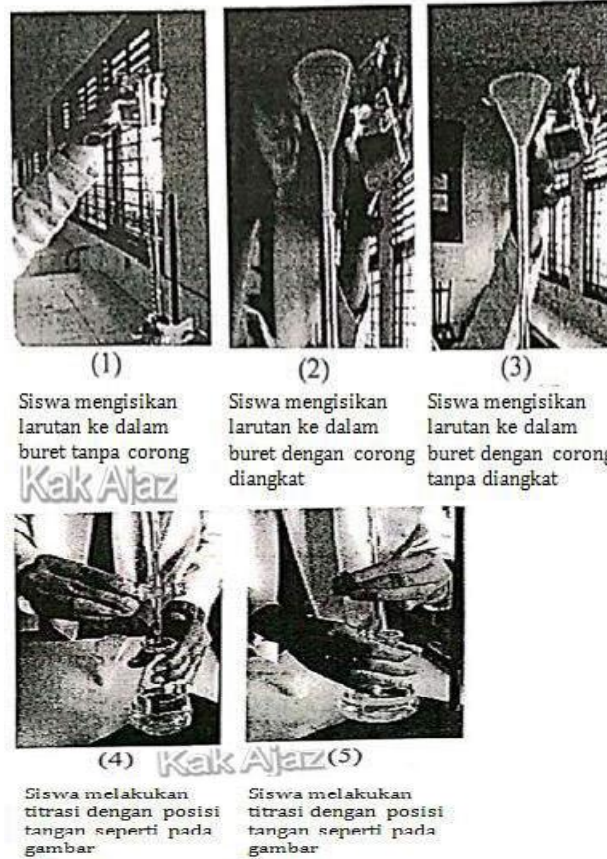 (1)
(2)
(3)
Siswa mengisikan
larutan ke dalam
buret tanpa corong
Siswa mengisikan
larutan ke dalam
buret dengan corong
diangkat
Siswa mengisikan
larutan ke dalam
buret dengan corong
tanpa diangkat
Kak Ajaz
(4)
Kak Ajaz
(5)
Siswa melakukan
titrasi dengan posisi
tangan seperti pada
gambar
Siswa melakukan
titrasi dengan posisi
tangan seperti pada
gambar